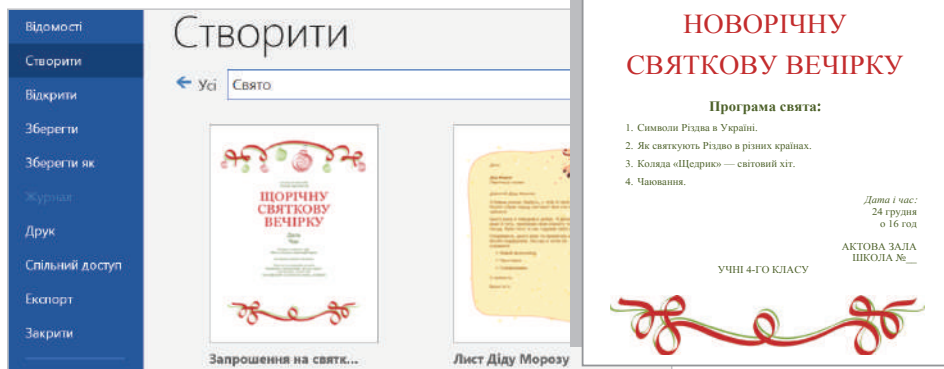 Відомості
Створити
Відкрити
Зберегти
Зберегти як
Журнал
Друк
Спільний доступ
Експорт
Закрити
Створити
Усі
Свято
ЩОРІЧНУ
СВЯТКОВУ
ВЕЧІРКУ
Дата
Час
Запрошення на святк...
Лист Діду Морозу
НОВОРІЧНУ
СВЯТКОВУ ВЕЧІРКУ
Програма свята:
1. Символи Різдва в Україні.
2. Як святкують Різдво в різних країнах.
3. Коляда «Щедрик» — світовий хіт.
4. Чаювання.
Дата і час:
24 грудня
о 16 год
АКТОВА ЗАЛА
ШКОЛА №__
УЧНІ 4-ГО КЛАСУ